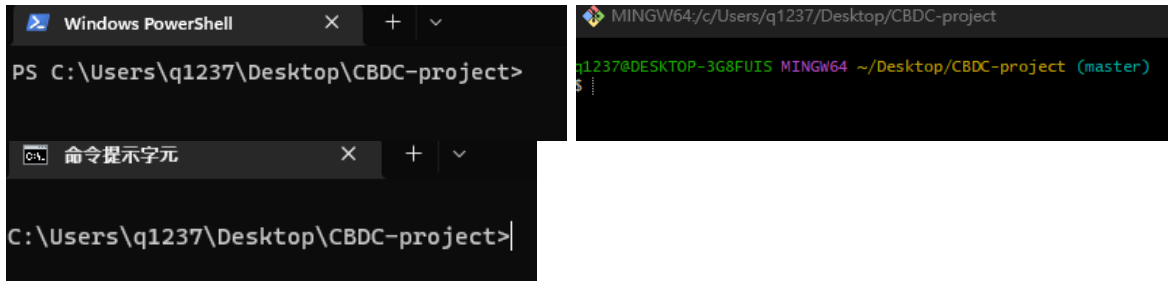 Windows PowerShell
PS C:\Users\q1237\Desktop\CBDC-project>
MINGW64:/c/Users/q1237/Desktop/CBDC-project
q1237@DESKTOP-3G8FUIS MINGW64 ~/Desktop/CBDC-project (master)
$
命令提示字元
C:\Users\q1237\Desktop\CBDC-project>